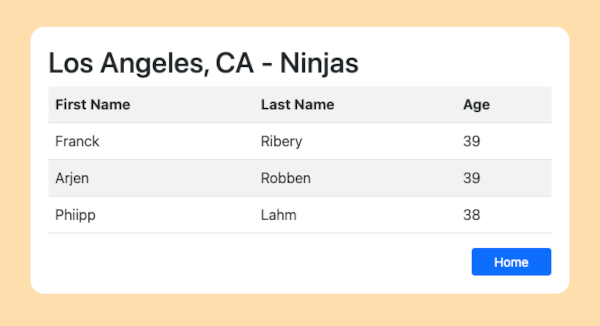 Los Angeles, CA - Ninjas
First Name Last Name Age
Franck Ribery 39
Arjen Robben 39
Phiipp Lahm 38
Home